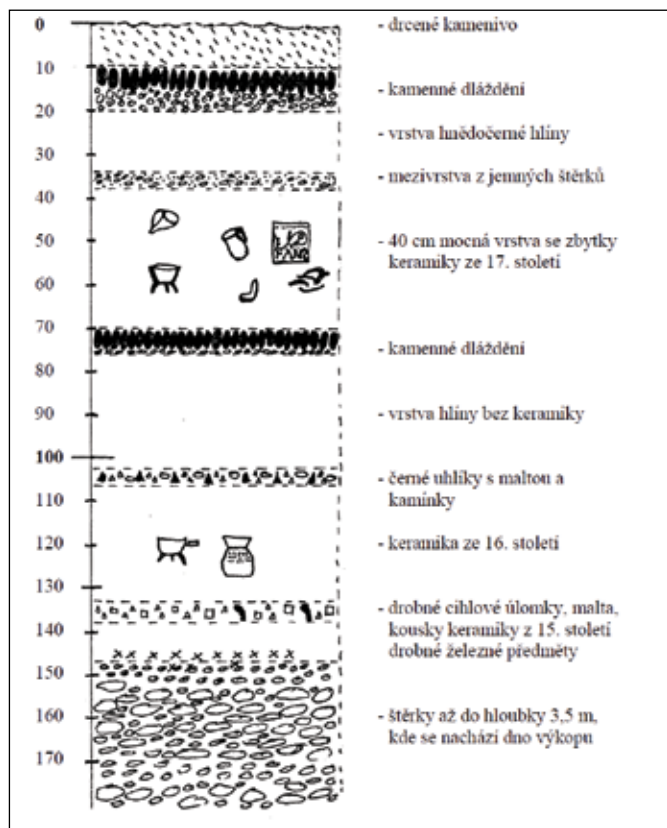 0
- drcené kamenivo
10
- kamenné dláždění
20
- vrstva hnědočerné hlíny
30
- mezivrstva z jemných štěrků
40
50
- 40 cm mocná vrstva se zbytky
keramiky ze 17. století
60
70
- kamenné dláždění
80
90
- vrstva hlíny bez keramiky
100
- černé uhlíky s maltou a
kamínky
110
120
- keramika ze 16. století
130
- drobné cihlové úlomky, malta,
kousky keramiky z 15. století
drobné železné předměty
140
150
160
- štěrky až do hloubky 3,5 m,
kde se nachází dno výkopu
170